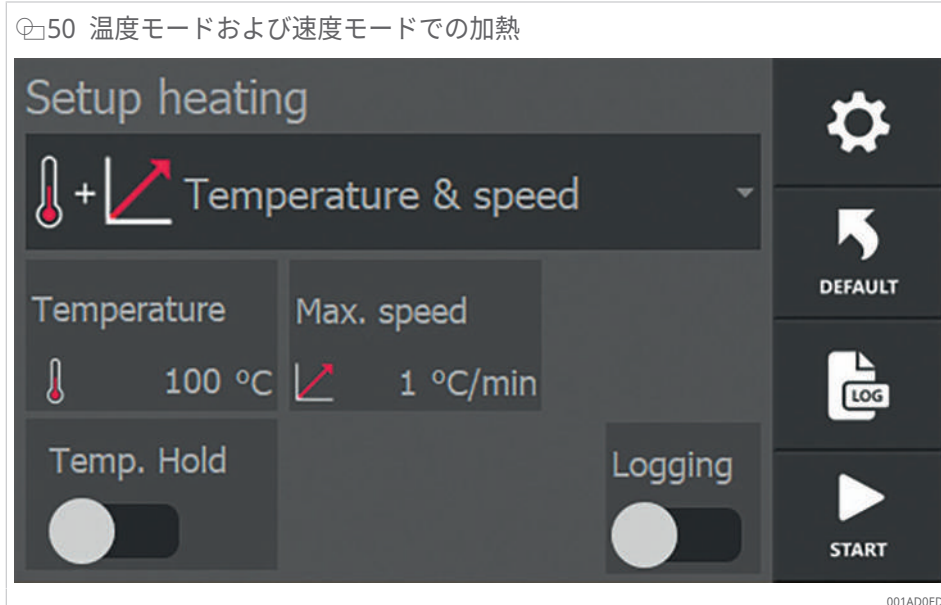 50 温度モードおよび速度モードでの加熱
Setup heating
+ Temperature & speed
Temperature
100 °C
Max. speed
1 °C/min
Temp. Hold
Logging
DEFAULT
LOG
START
001AD0ED